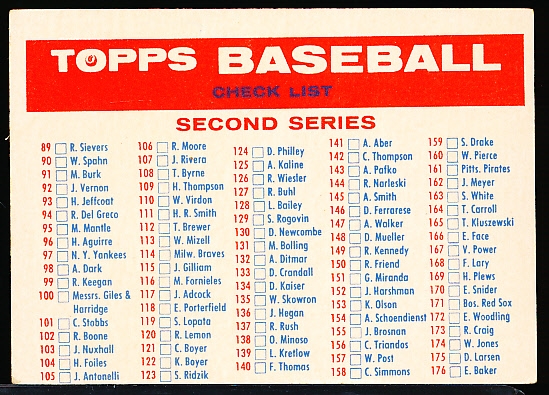 TOPPS BASEBALL
CHECK LIST
SECOND SERIES
89 R. Sievers
90 W. Spahn
91 M. Burk
92 J. Vernon
93 H. Jeffcoat
94 R. Del Greco
95 M. Mantle
96 H. Aguirre
97 N. Y. Yankees
98 A. Dark
99 R. Keegan
100 Messrs. Giles &
Harridge
101 C. Stobbs
102 R. Boone
103 J. Nuxhall
104 H. Foiles
105 J. Antonelli
106 R. Moore
107 J. Rivera
108 T. Byrne
109 H. Thompson
110 W. Virdon
111 H. R. Smith
112 T. Brewer
113 W. Mizell
114 Milw. Braves
115 J. Gilliam
116 M. Fornieles
117 J. Adcock
118 E. Porterfield
119 S. Lopata
120 R. Lemon
121 C. Boyer
122 K. Boyer
123 S. Ridzik
124 D. Philley
125 A. Kaline
126 R. Wiesler
127 R. Buhl
128 L. Bailey
129 S. Rogovin
130 D. Newcombe
131 M. Bolling
132 A. Ditmar
133 D. Crandall
134 D. Kaiser
135 W. Skowron
136 J. Hegan
137 R. Rush
138 O. Minoso
139 L. Kretlow
140 F. Thomas
141 A. Aber
142 C. Thompson
143 A. Pafko
144 R. Narleski
145 A. Smith
146 D. Ferrarese
147 A. Walker
148 D. Mueller
149 R. Kennedy
150 R. Friend
151 G. Miranda
152 J. Harshman
153 K. Olson
154 A. Schoendienst
155 J. Brosnan
156 C. Triandos
157 W. Post
158 C. Simmons
159 S. Drake
160 W. Pierce
161 Pitts. Pirates
162 J. Meyer
163 S. White
164 T. Carroll
165 T. Kluszewski
166 E. Face
167 V. Power
168 F. Lary
169 H. Plews
170 E. Snider
171 Bos. Red Sox
172 E. Woodling
173 R. Craig
174 W. Jones
175 D. Larsen
176 E. Baker